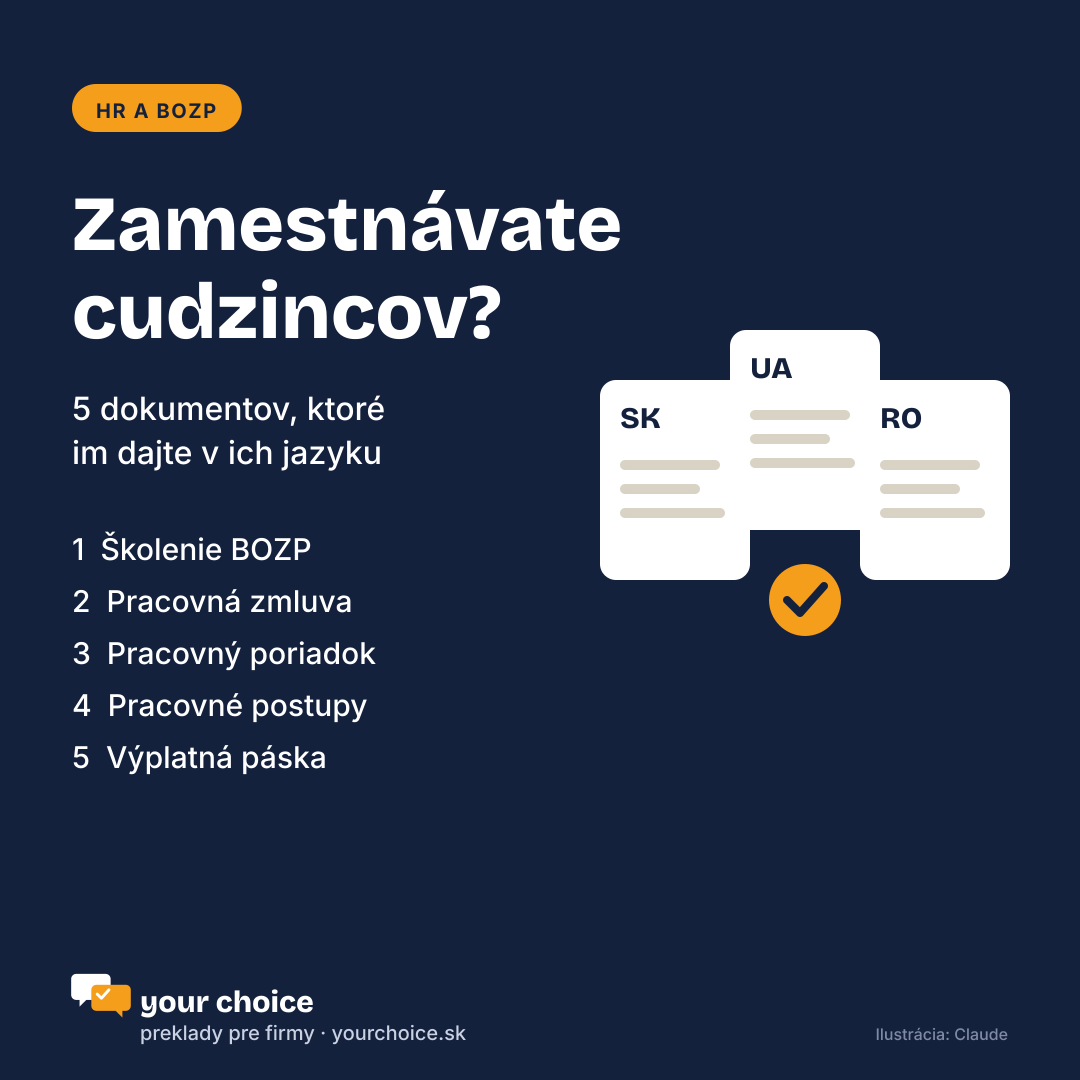 HR A BOZP
Zamestnávate
cudzincov?
5 dokumentov, ktoré
im dajte v ich jazyku
1 Školenie BOZP
2 Pracovná zmluva
3 Pracovný poriadok
4 Pracovné postupy
5 Výplatná páska
SK
UA
RO
your choice
preklady pre firmy · yourchoice.sk
Ilustrácia: Claude